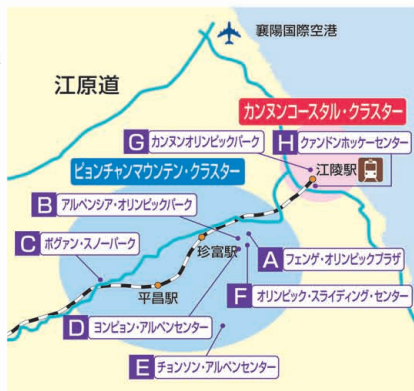 襄陽国際空港
江原道
カンヌンコースタル・クラスター
G カンヌンオリンピックパーク
H クァンドンホッケーセンター
江陵駅
ピョンチャンマウンテン・クラスター
B アルペンシア・オリンピックパーク
珍富駅
C ボグァン・スノーパーク
A フェンゲ・オリンピックプラザ
平昌駅
F オリンピック・スライディング・センター
D ヨンピョン・アルペンセンター
E チョンソン・アルペンセンター